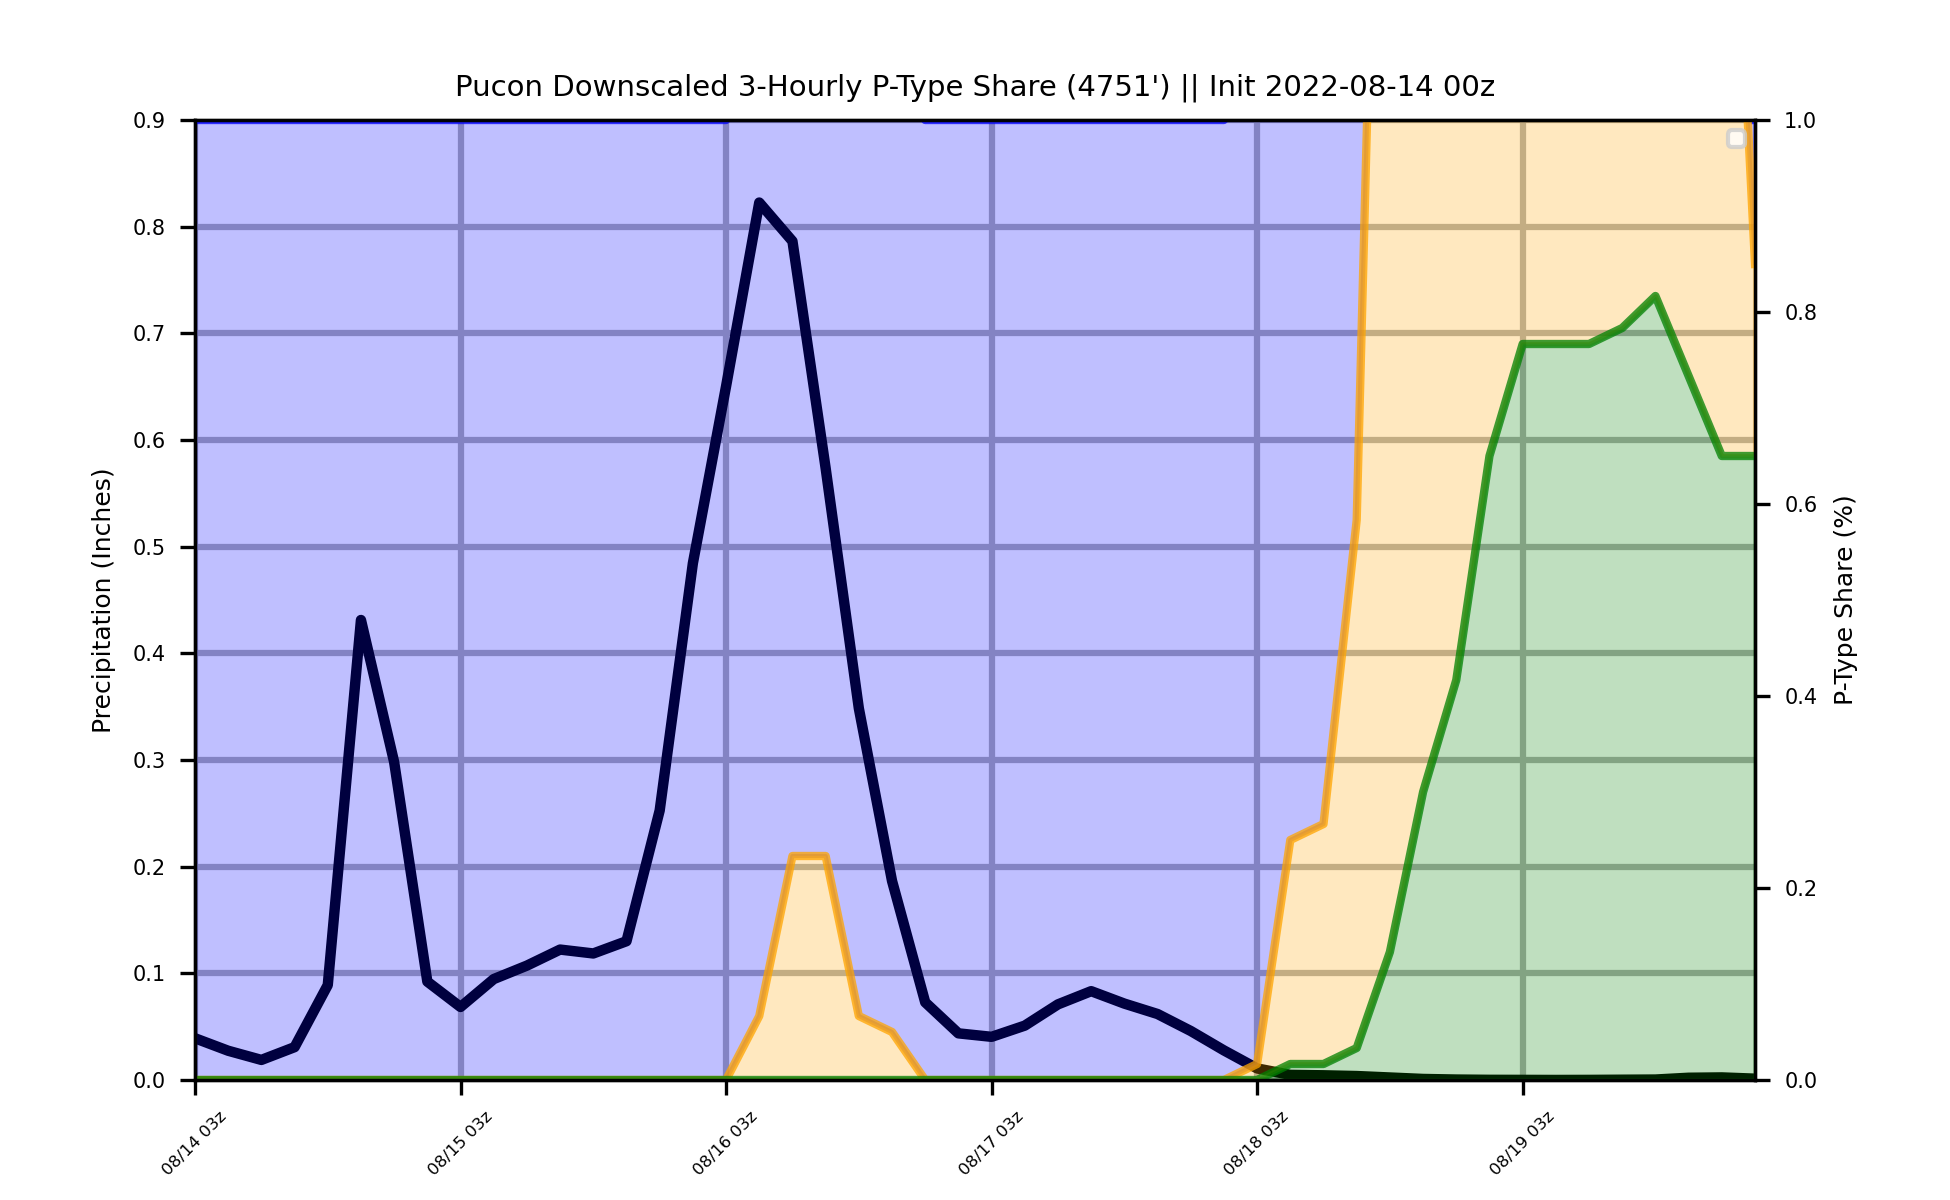 Pucon Downscaled 3-Hourly P-Type Share (4751') || Init 2022-08-14 00z
0.9
0.8
0.7
0.6
0.5
0.4
0.3
0.2
0.1
0.0
Precipitation (Inches)
1.0
0.8
0.6
0.4
0.2
0.0
P-Type Share (%)
08/14 03z
08/15 03z
08/16 03z
08/17 03z
08/18 03z
08/19 03z